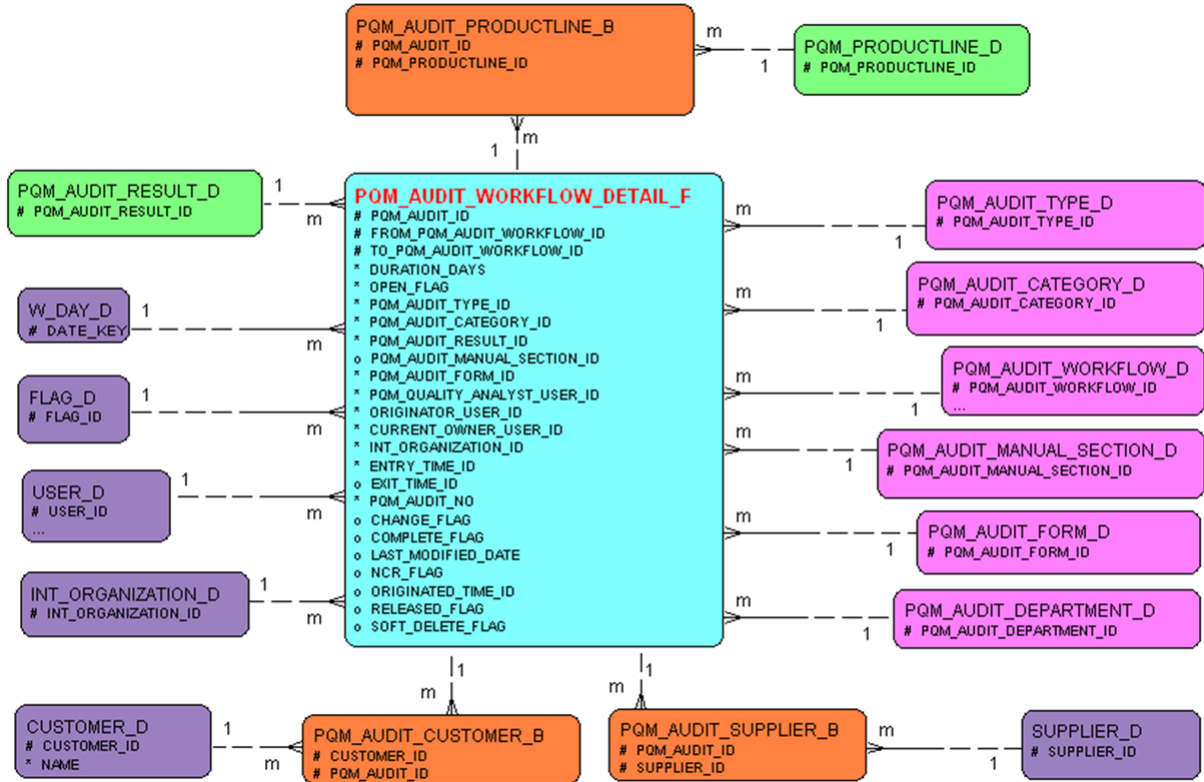 PQM_AUDIT_PRODUCTLINE_B
# PQM_AUDIT_ID
# PQM_PRODUCTLINE_ID
m
1
PQM_PRODUCTLINE_D
# PQM_PRODUCTLINE_ID
m
1
PQM_AUDIT_RESULT_D
# PQM_AUDIT_RESULT_ID
1
m
W_DAY_D
# DATE_KEY
1
m
FLAG_D
# FLAG_ID
1
m
USER_D
# USER_ID
...
1
m
INT_ORGANIZATION_D
# INT_ORGANIZATION_ID
1
m
PQM_AUDIT_WORKFLOW_DETAIL_F
# PQM_AUDIT_ID
# FROM_PQM_AUDIT_WORKFLOW_ID
# TO_PQM_AUDIT_WORKFLOW_ID
* DURATION_DAYS
* OPEN_FLAG
* PQM_AUDIT_TYPE_ID
* PQM_AUDIT_CATEGORY_ID
* PQM_AUDIT_RESULT_ID
o PQM_AUDIT_MANUAL_SECTION_ID
* PQM_AUDIT_FORM_ID
* PQM_QUALITY_ANALYST_USER_ID
* ORIGINATOR_USER_ID
* CURRENT_OWNER_USER_ID
* INT_ORGANIZATION_ID
* ENTRY_TIME_ID
o EXIT_TIME_ID
* PQM_AUDIT_NO
o CHANGE_FLAG
o COMPLETE_FLAG
o LAST_MODIFIED_DATE
o NCR_FLAG
o ORIGINATED_TIME_ID
o RELEASED_FLAG
o SOFT_DELETE_FLAG
m
1
PQM_AUDIT_TYPE_D
# PQM_AUDIT_TYPE_ID
m
1
PQM_AUDIT_CATEGORY_D
# PQM_AUDIT_CATEGORY_ID
m
1
PQM_AUDIT_WORKFLOW_D
# PQM_AUDIT_WORKFLOW_ID
...
m
1
PQM_AUDIT_MANUAL_SECTION_D
# PQM_AUDIT_MANUAL_SECTION_ID
m
1
PQM_AUDIT_FORM_D
# PQM_AUDIT_FORM_ID
m
1
PQM_AUDIT_DEPARTMENT_D
# PQM_AUDIT_DEPARTMENT_ID
1
m
1
m
CUSTOMER_D
# CUSTOMER_ID
* NAME
1
m
PQM_AUDIT_CUSTOMER_B
# CUSTOMER_ID
# PQM_AUDIT_ID
PQM_AUDIT_SUPPLIER_B
# PQM_AUDIT_ID
# SUPPLIER_ID
m
1
SUPPLIER_D
# SUPPLIER_ID